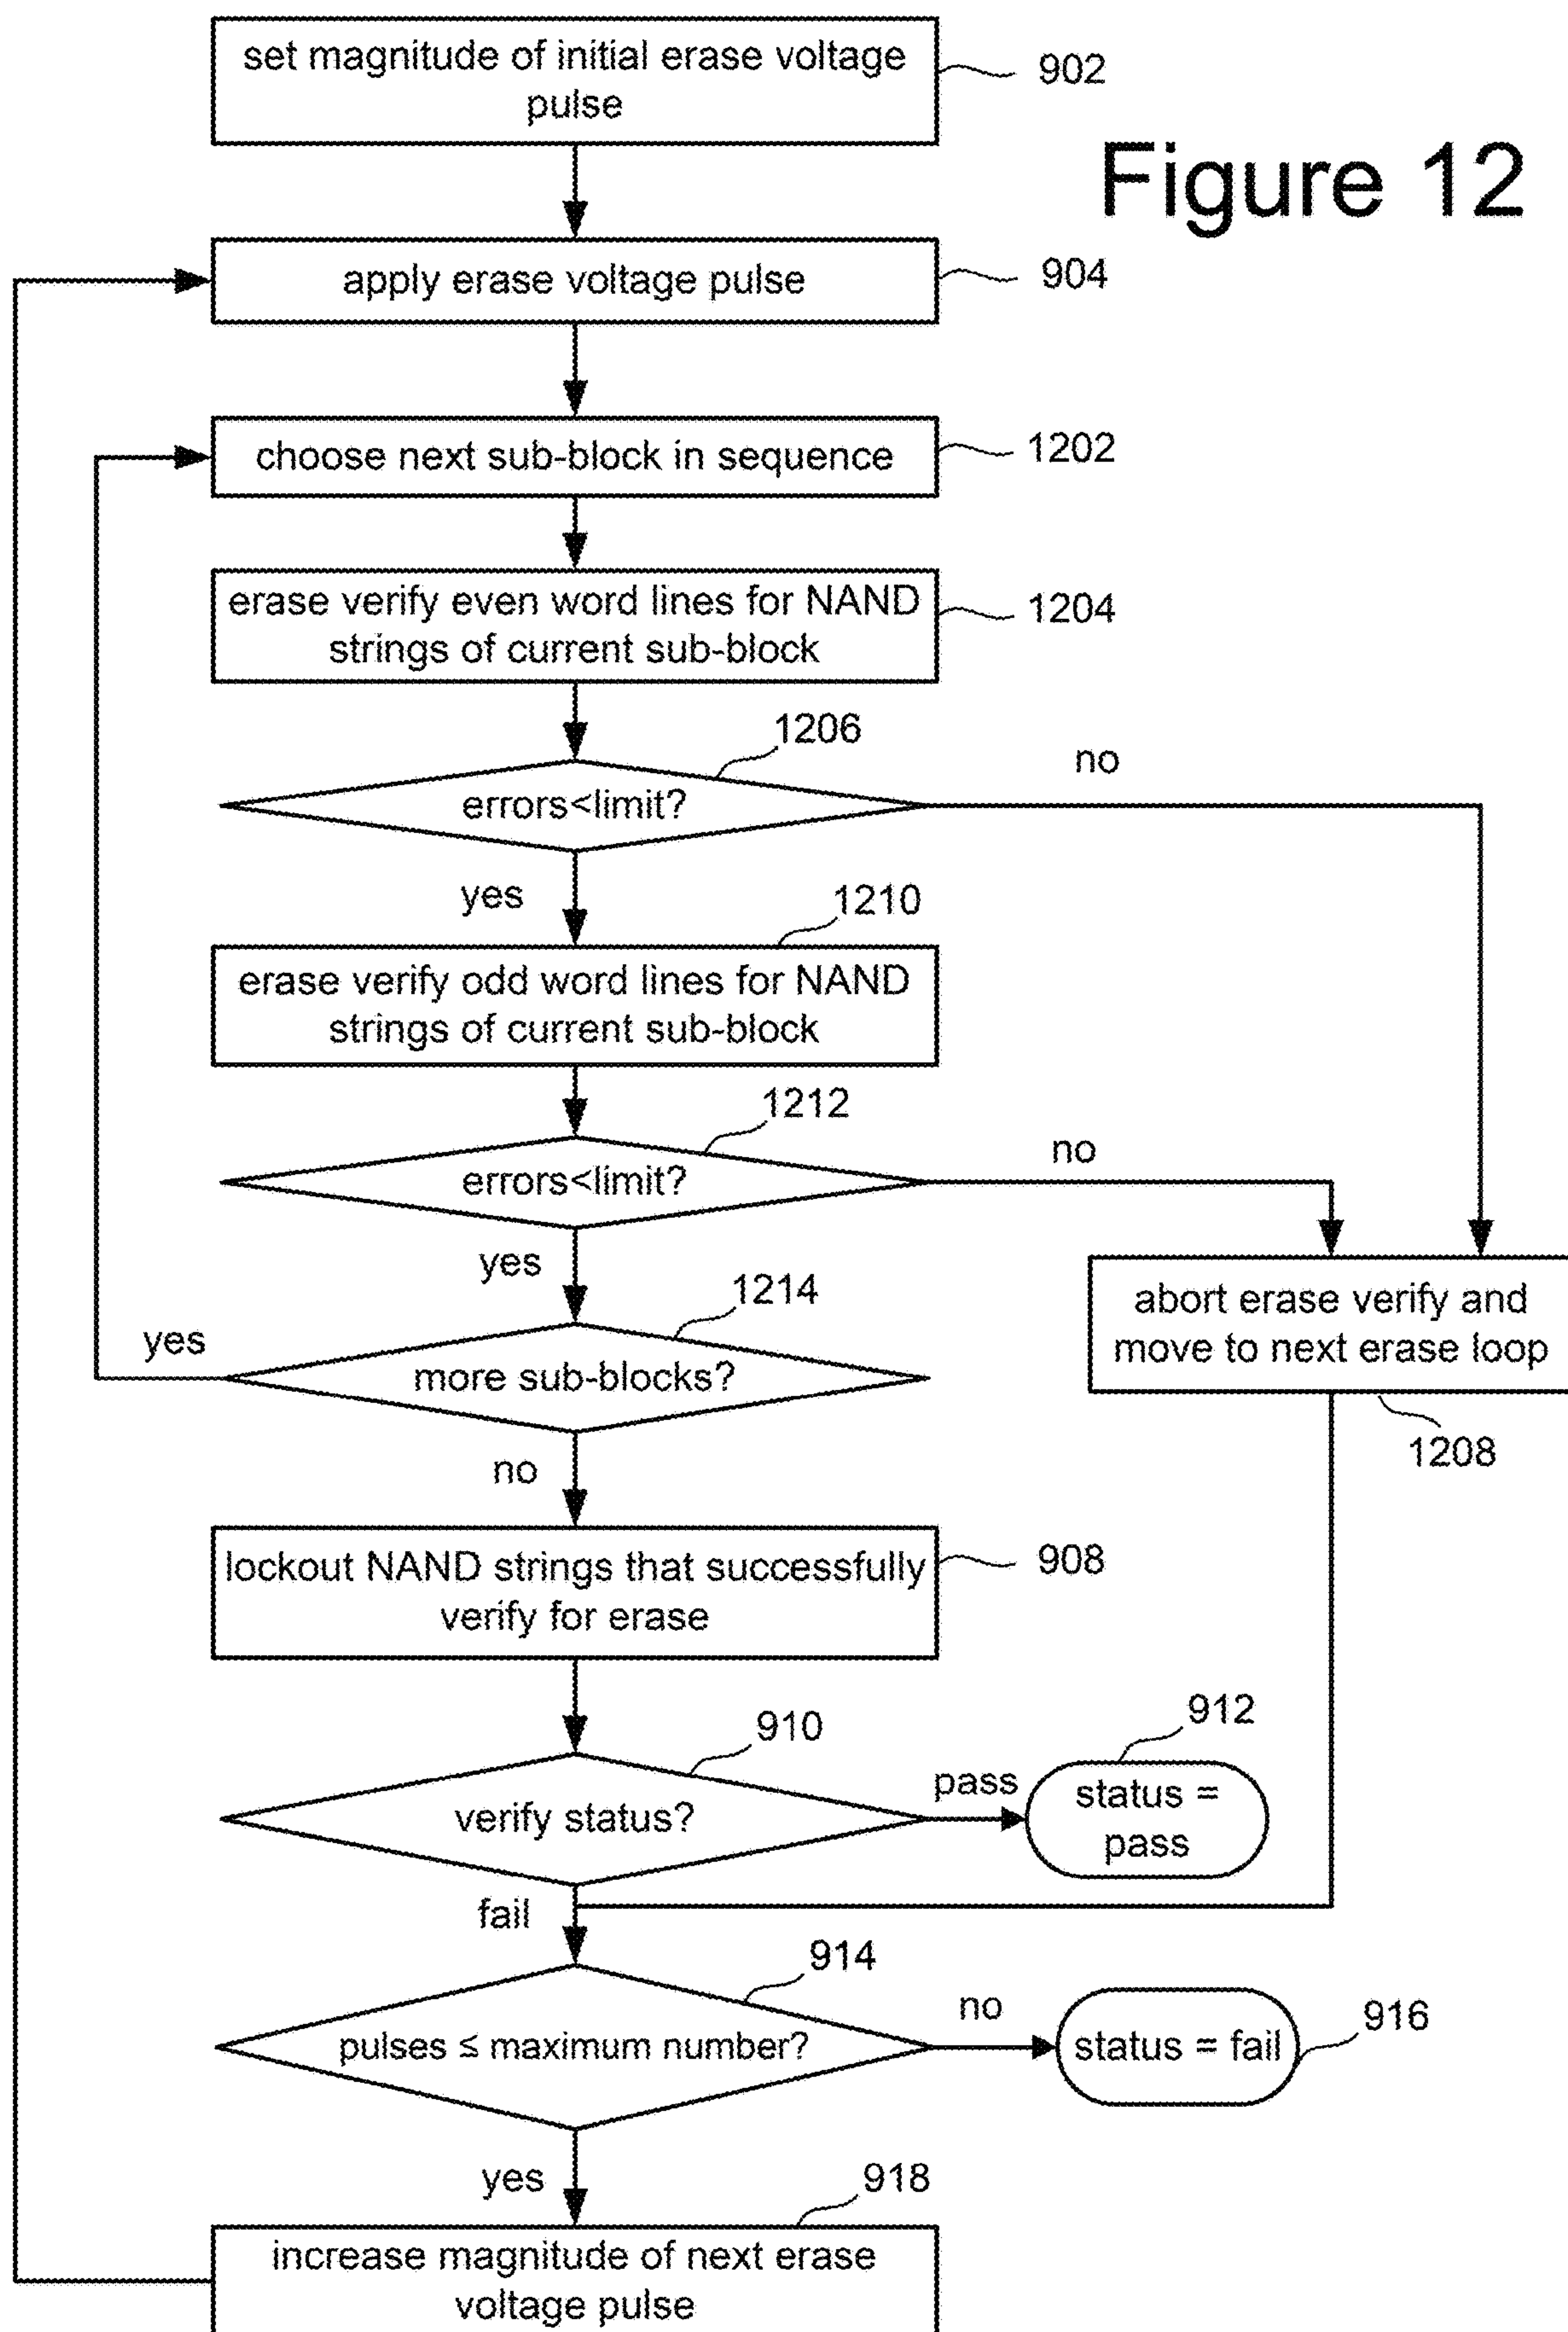 set magnitude of initial erase voltage
pulse
902
Figure 12
apply erase voltage pulse
904
choose next sub-block in sequence
1202
erase verify even word lines for NAND
strings of current sub-block
1204
1206
errors<limit?
no
yes
1210
erase verify odd word lines for NAND
strings of current sub-block
1212
errors<limit?
no
yes
1214
more sub-blocks?
yes
no
abort erase verify and
move to next erase loop
1208
lockout NAND strings that successfully
verify for erase
908
910
verify status?
pass
912
status =
pass
fail
914
pulses ≤ maximum number?
no
status = fail
916
yes
918
increase magnitude of next erase
voltage pulse